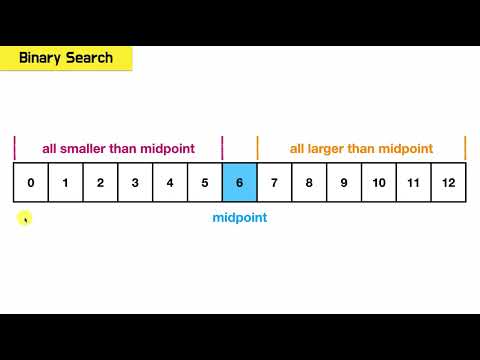 Binary Search
all smaller than midpoint all larger than midpoint
0 1 2 3 4 5 6 7 8 9 10 11 12
midpoint